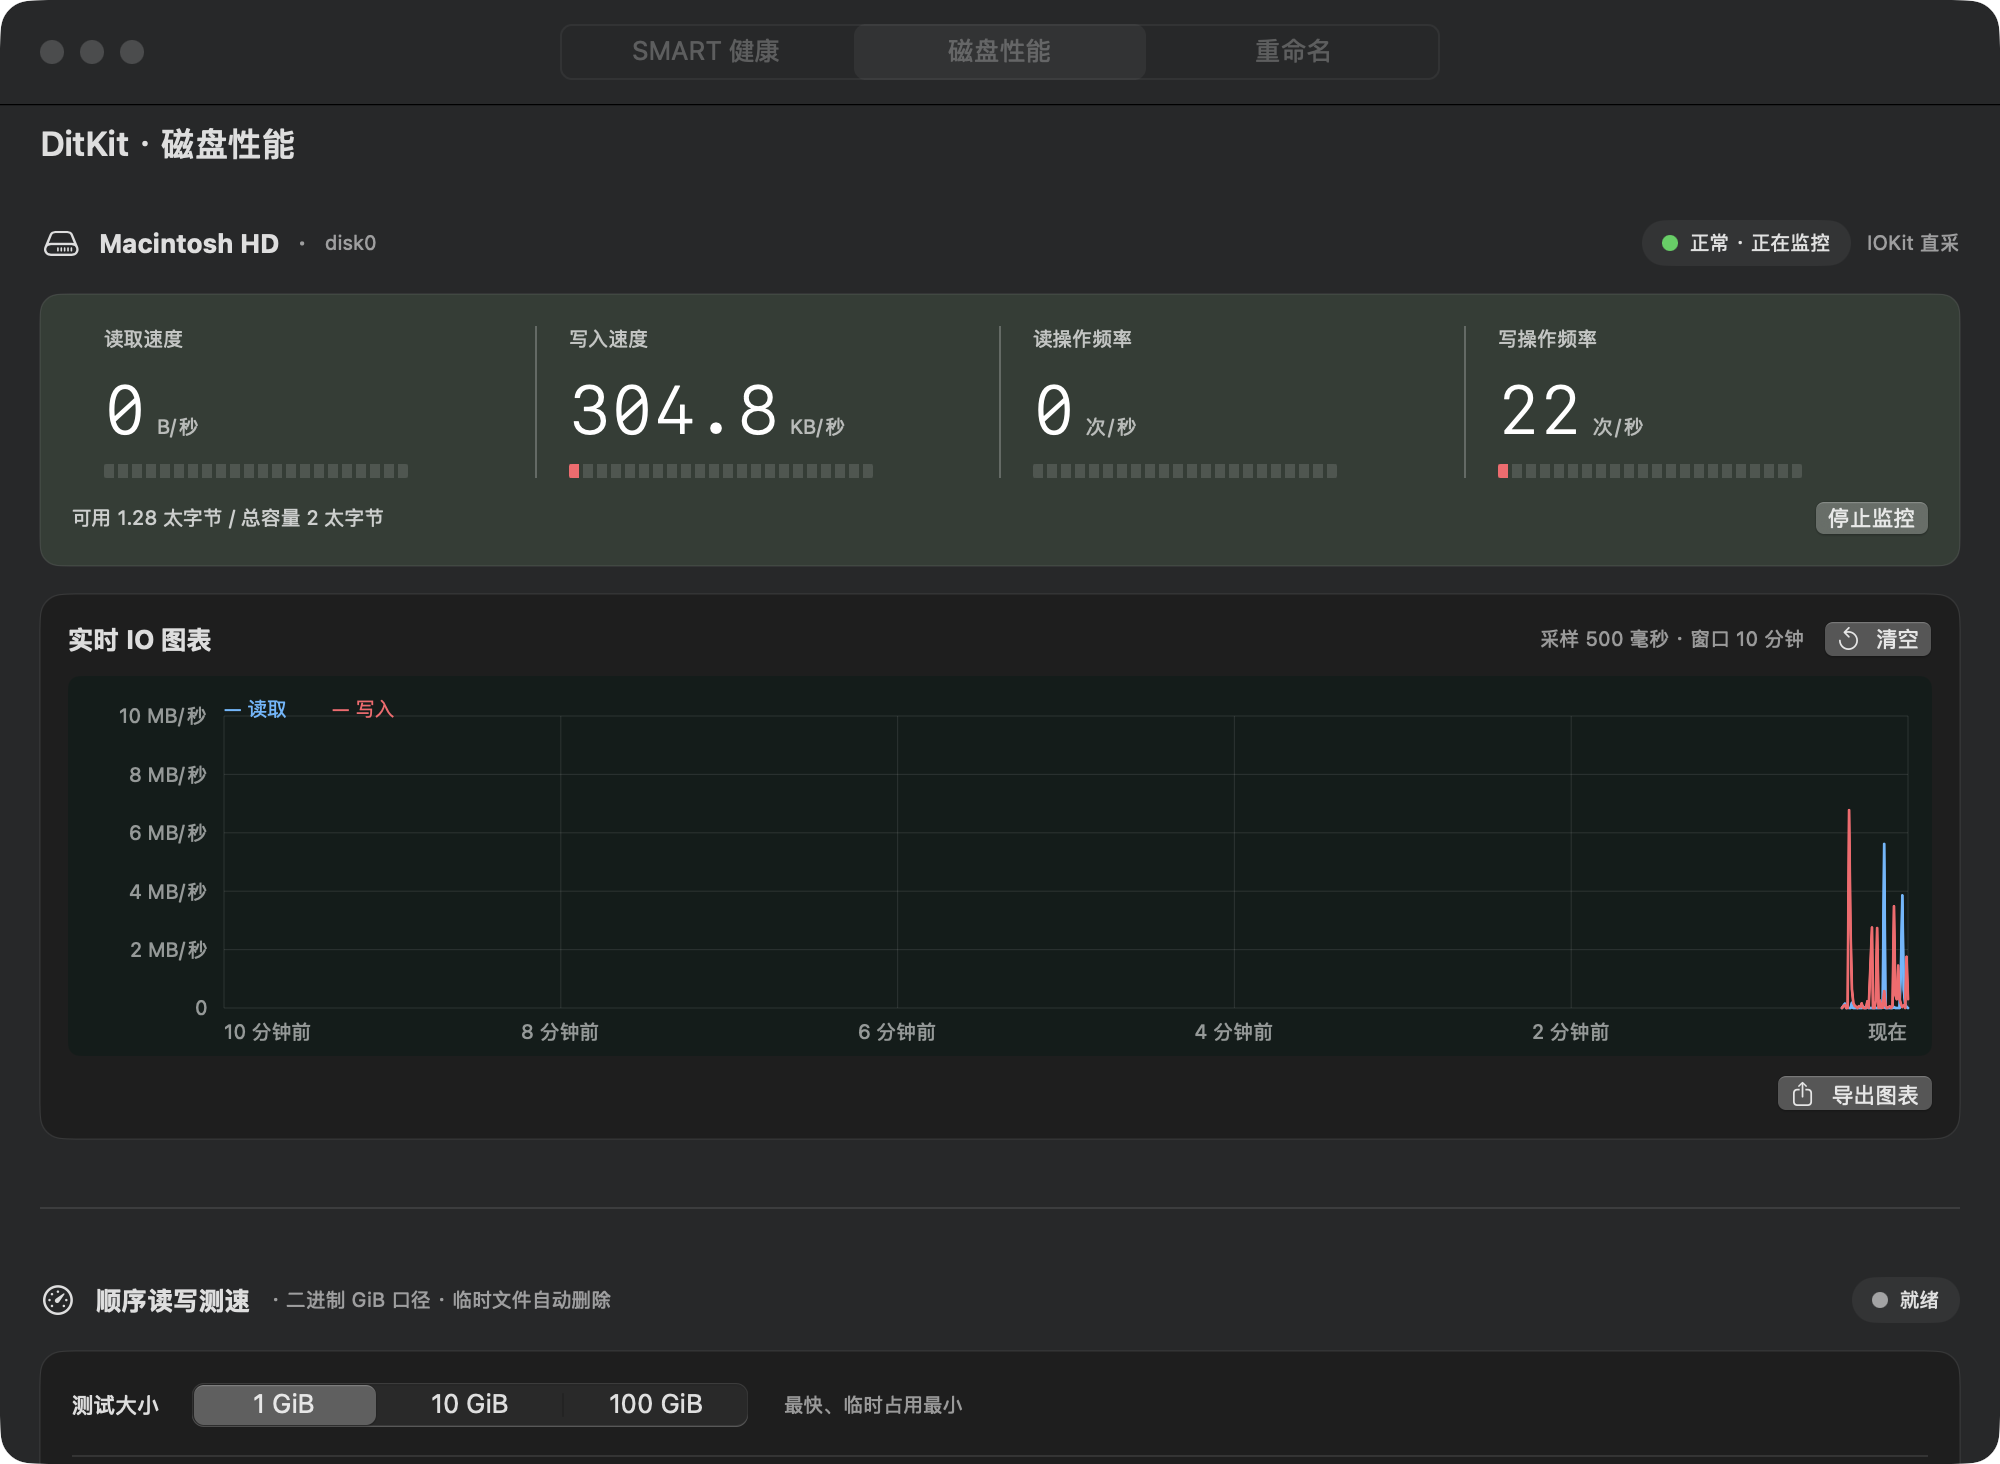 SMART 健康 磁盘性能 重命名
DitKit · 磁盘性能
Macintosh HD · disk0
正常 · 正在监控 IOKit 直采
读取速度 写入速度 读操作频率 写操作频率
0 B/秒 304.8 KB/秒 0 次/秒 22 次/秒
可用 1.28 太字节 / 总容量 2 太字节
停止监控
实时 IO 图表
采样 500 毫秒 · 窗口 10 分钟 清空
读取 写入
10 MB/秒
8 MB/秒
6 MB/秒
4 MB/秒
2 MB/秒
0
10 分钟前 8 分钟前 6 分钟前 4 分钟前 2 分钟前 现在
导出图表
顺序读写测速 · 二进制 GiB 口径 · 临时文件自动删除
就绪
测试大小 1 GiB 10 GiB 100 GiB 最快、临时占用最小